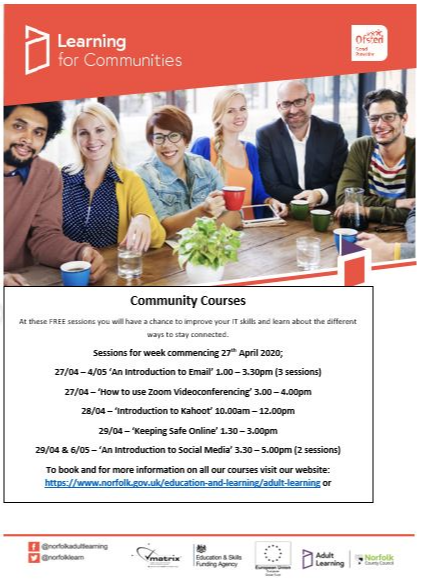 Learning
for Communities
Ofsted
Good
Provider
Community Courses
At these FREE sessions you will have a chance to improve your IT skills and learn about the different
ways to stay connected.
Sessions for week commencing 27th April 2020;
27/04 – 4/05 ‘An Introduction to Email’ 1.00 – 3.30pm (3 sessions)
27/04 – ‘How to use Zoom Videoconferencing’ 3.00 – 4.00pm
28/04 – ‘Introduction to Kahoot’ 10.00am – 12.00pm
29/04 – ‘Keeping Safe Online’ 1.30 – 3.00pm
29/04 & 6/05 – ‘An Introduction to Social Media’ 3.30 – 5.00pm (2 sessions)
To book and for more information on all our courses visit our website:
https://www.norfolk.gov.uk/education-and-learning/adult-learning or
@norfolkadultlearning
@norfolklearn
matrix
Education & Skills
Funding Agency
European Union
European
Social Fund
Adult
Learning
Norfolk
County Council